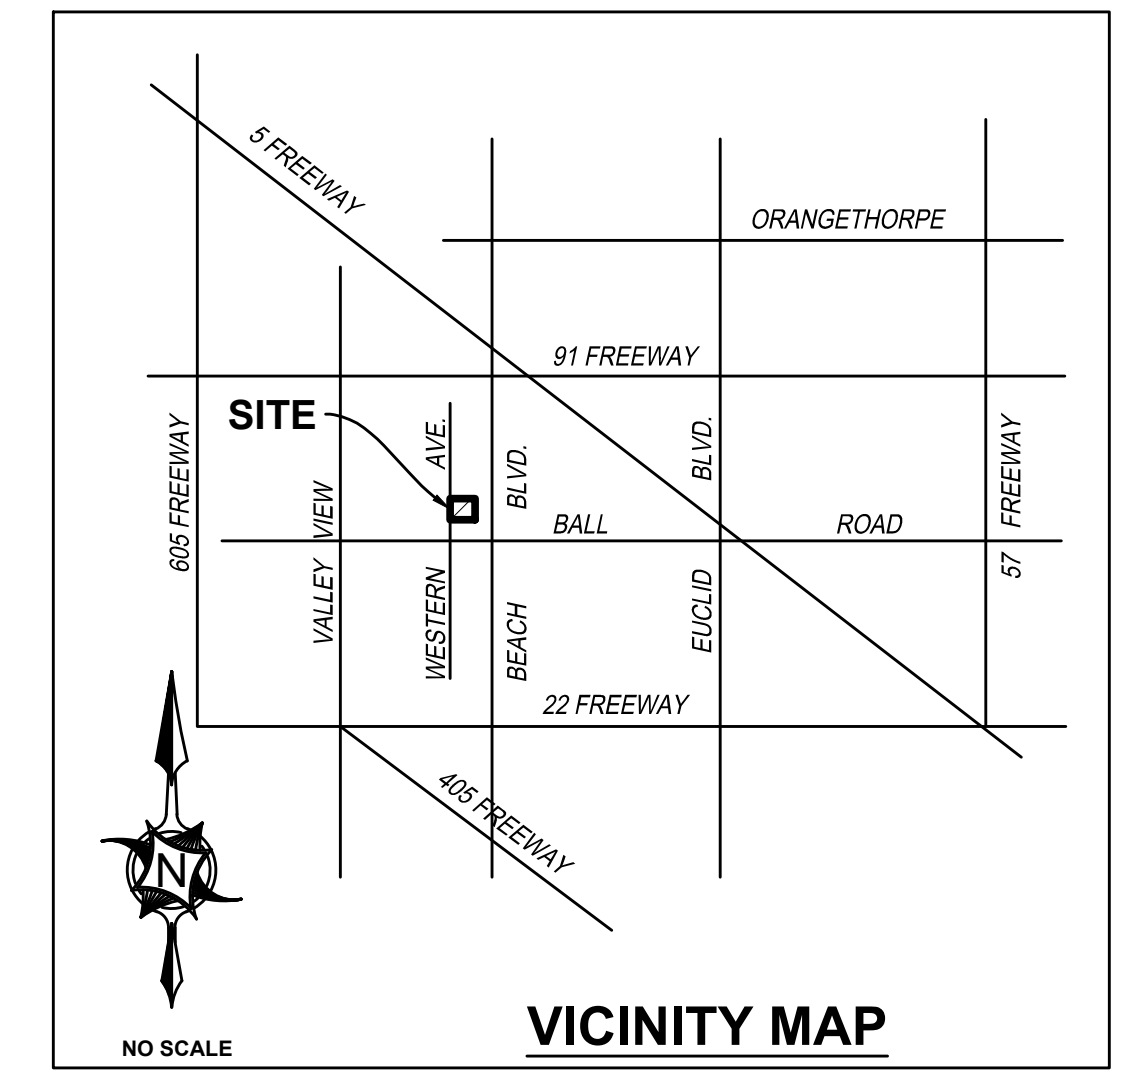 5 FREEWAY
ORANGETHORPE
91 FREEWAY
SITE
605 FREEWAY
VALLEY VIEW
WESTERN AVE.
BEACH BLVD.
EUCLID BLVD.
57 FREEWAY
BALL ROAD
22 FREEWAY
405 FREEWAY
N
NO SCALE
VICINITY MAP